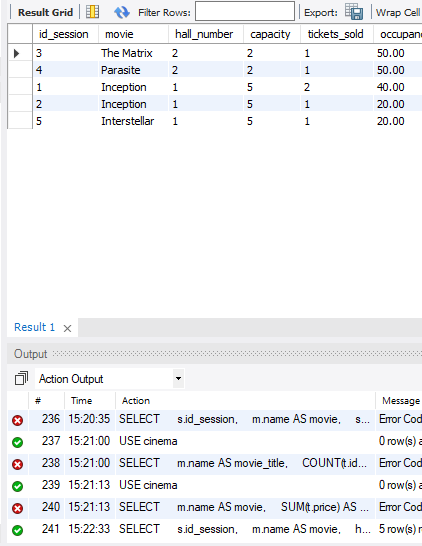 Result Grid Filter Rows: Export: Wrap Cell
id_session movie hall_number capacity tickets_sold occupan
3 The Matrix 2 2 1 50.00
4 Parasite 2 2 1 50.00
1 Inception 1 5 2 40.00
2 Inception 1 5 1 20.00
5 Interstellar 1 5 1 20.00
Result 1
Output
Action Output
# Time Action Message
236 15:20:35 SELECT s.id_session, m.name AS movie, s... Error Cod
237 15:21:00 USE cinema 0 row(s) a
238 15:21:00 SELECT m.name AS movie_title, COUNT(t.id... Error Cod
239 15:21:13 USE cinema 0 row(s) a
240 15:21:13 SELECT m.name AS movie, SUM(t.price) AS ... Error Cod
241 15:22:33 SELECT s.id_session, m.name AS movie, h... 5 row(s) r